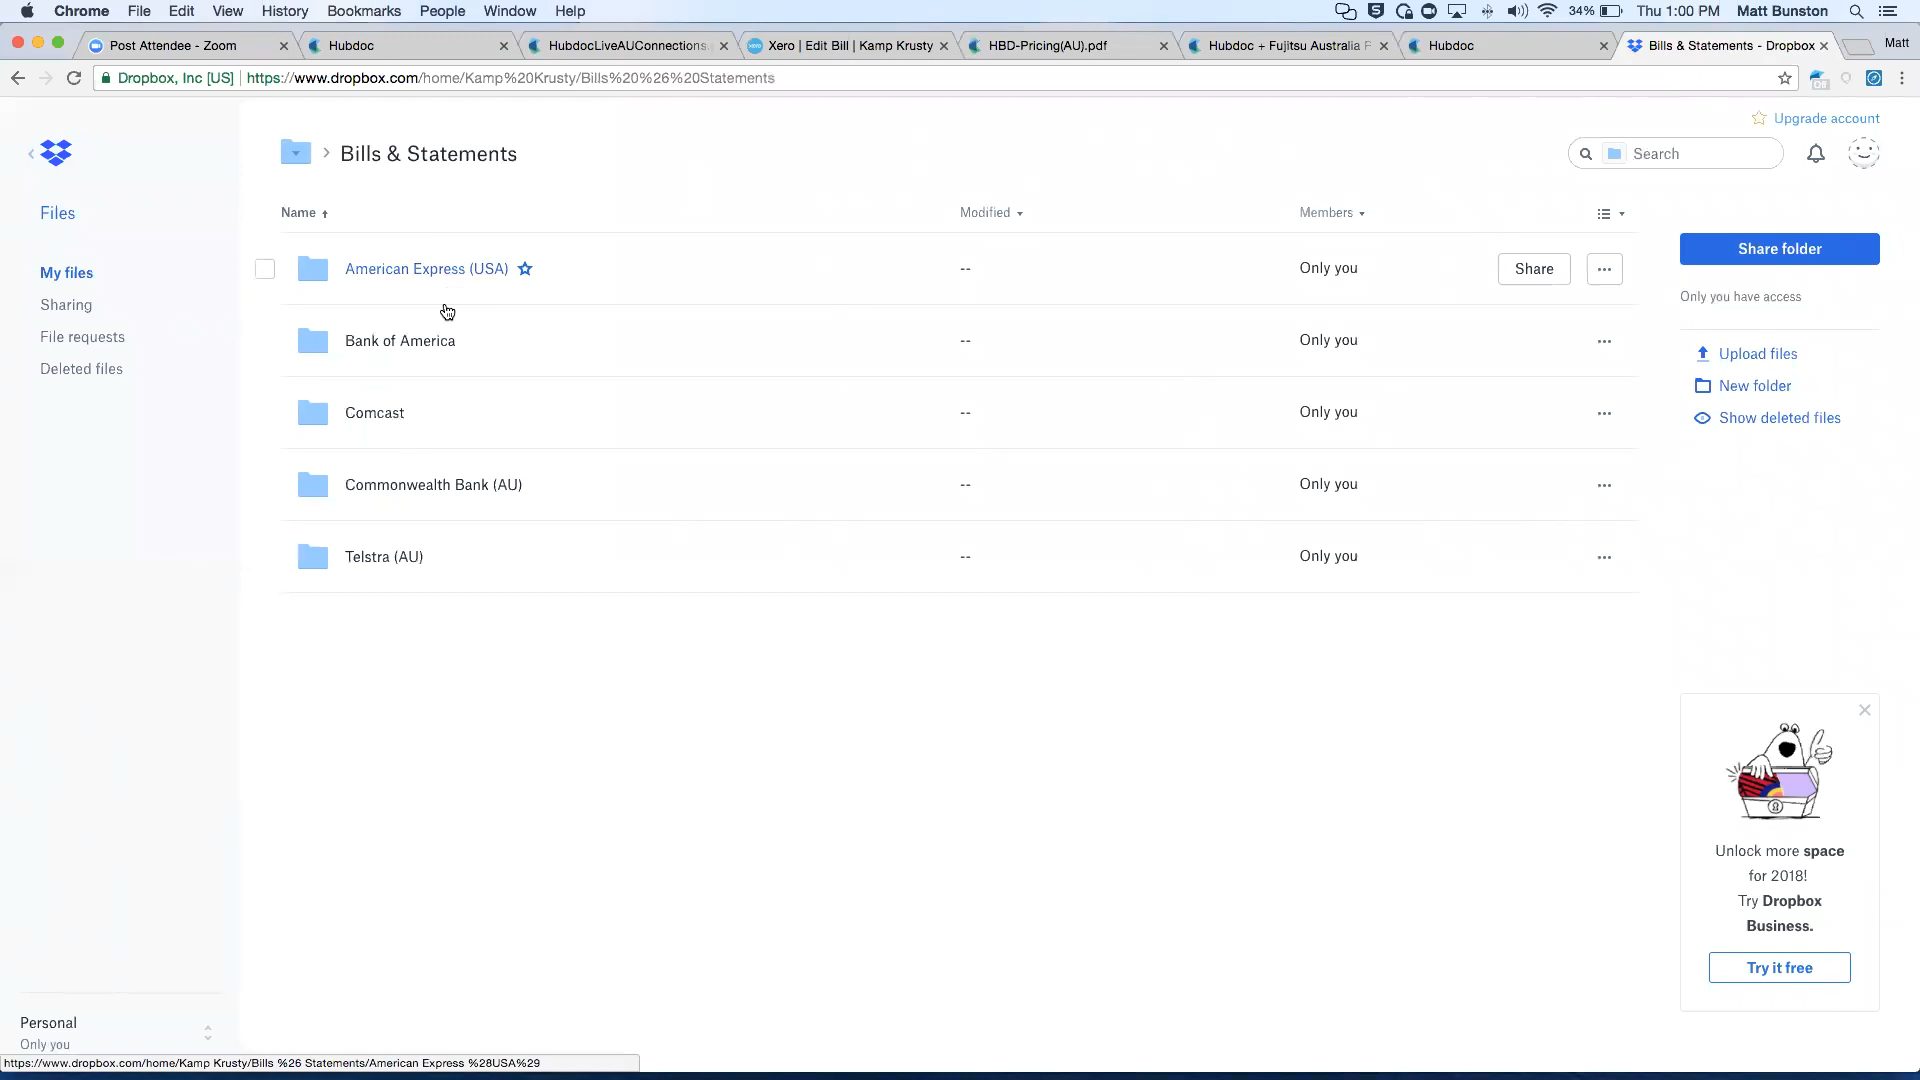 Chrome File Edit View History Bookmarks People Window Help 34% Thu 1:00 PM Matt Bunston
Post Attendee - Zoom Hubdoc HubdocLiveAUConnections. Xero | Edit Bill | Kamp Krusty HBD-Pricing(AU).pdf Hubdoc + Fujitsu Australia F Hubdoc Bills & Statements - Dropbox Matt
Dropbox, Inc [US] https://www.dropbox.com/home/Kamp%20Krusty/Bills%20%26%20Statements
Upgrade account
Bills & Statements
Search
Files
My files
Sharing
File requests
Deleted files
Name Modified Members
American Express (USA) -- Only you Share
Bank of America -- Only you
Comcast -- Only you
Commonwealth Bank (AU) -- Only you
Telstra (AU) -- Only you
Share folder
Only you have access
Upload files
New folder
Show deleted files
Unlock more space
for 2018!
Try Dropbox
Business.
Try it free
Personal
Only you
https://www.dropbox.com/home/Kamp Krusty/Bills %26 Statements/American Express %28USA%29